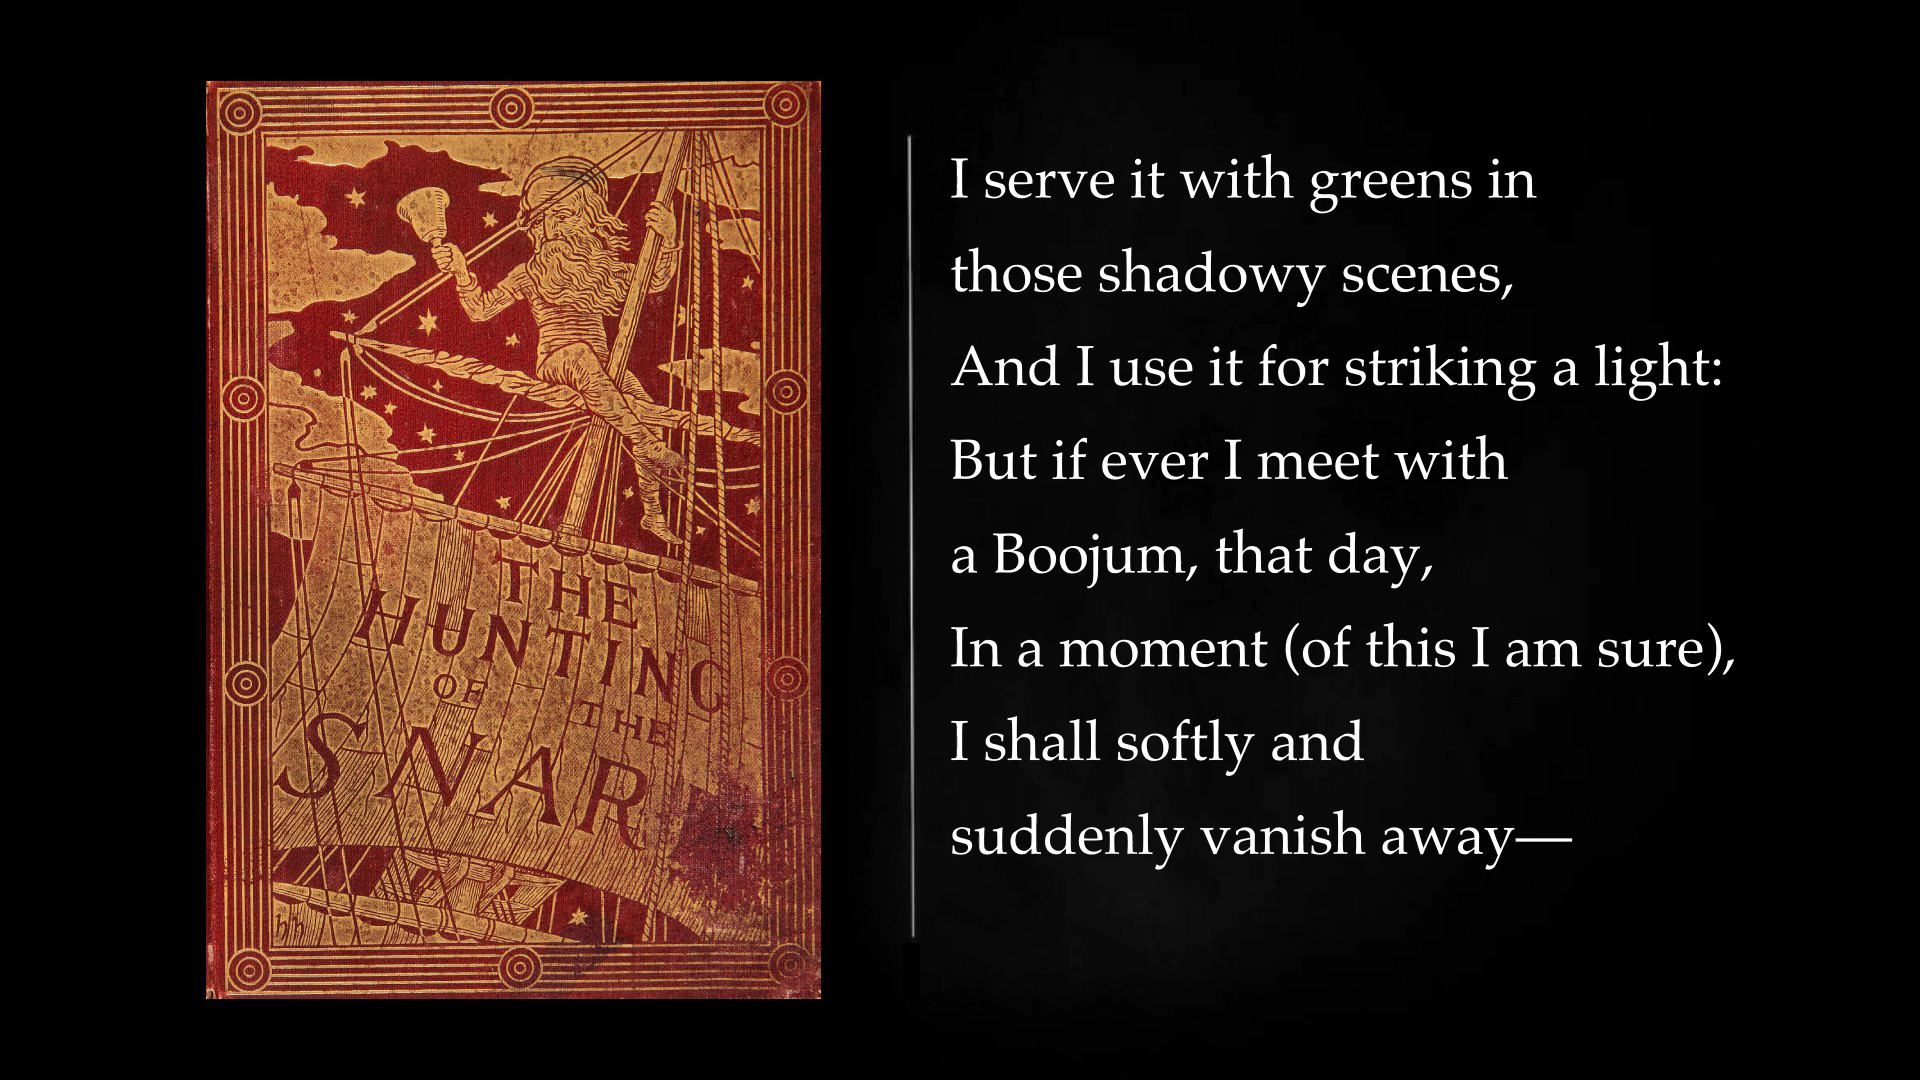 THE
HUNTING
OF THE
SNARK
I serve it with greens in
those shadowy scenes,
And I use it for striking a light:
But if ever I meet with
a Boojum, that day,
In a moment (of this I am sure),
I shall softly and
suddenly vanish away—